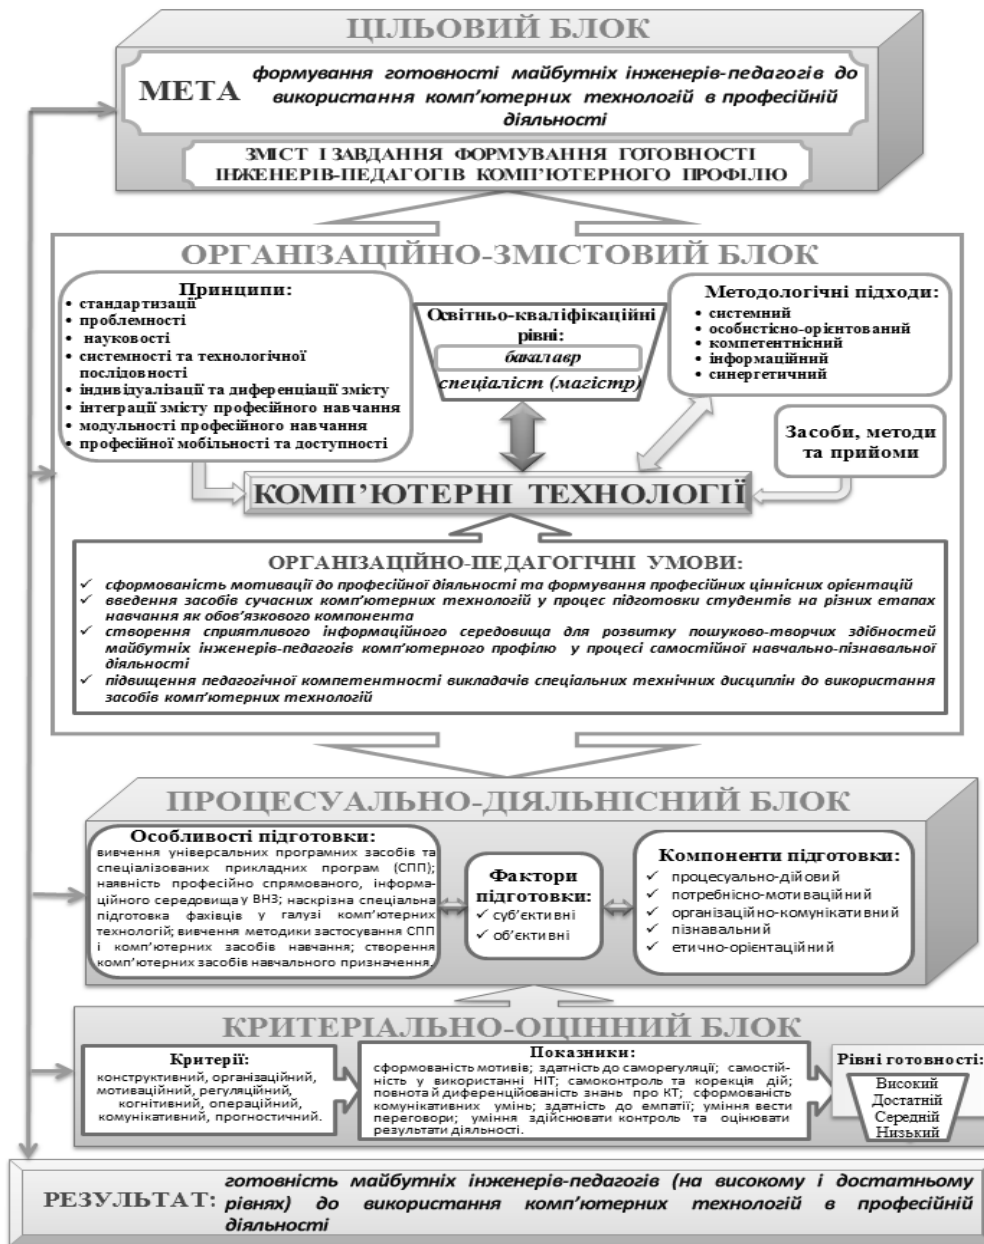 ЦІЛЬОВИЙ БЛОК
МЕТА
формування готовності майбутніх інженерів-педагогів до
використання комп’ютерних технологій в професійній
діяльності
ЗМІСТ І ЗАВДАННЯ ФОРМУВАННЯ ГОТОВНОСТІ
ІНЖЕНЕРІВ-ПЕДАГОГІВ КОМП’ЮТЕРНОГО ПРОФІЛЮ
ОРГАНІЗАЦІЙНО-ЗМІСТОВИЙ БЛОК
Принципи:
• стандартизації
• проблемності
• науковості
• системності та технологічної
послідовності
• індивідуалізації та диференціації змісту
• інтеграції змісту професійного навчання
• модульності професійного навчання
• професійної мобільності та доступності
Освітньо-кваліфікаційні
рівні:
бакалавр
спеціаліст (магістр)
Методологічні підходи:
• системний
• особистісно-орієнтований
• компетентнісний
• інформаційний
• синергетичний
Засоби, методи
та прийоми
КОМП’ЮТЕРНІ ТЕХНОЛОГІЇ
ОРГАНІЗАЦІЙНО-ПЕДАГОГІЧНІ УМОВИ:
✓ сформованість мотивації до професійної діяльності та формування професійних ціннісних орієнтацій
✓ введення засобів сучасних комп’ютерних технологій у процес підготовки студентів на різних етапах
навчання як обов’язкового компонента
✓ створення сприятливого інформаційного середовища для розвитку пошуково-творчих здібностей
майбутніх інженерів-педагогів комп’ютерного профілю у процесі самостійної навчально-пізнавальної
діяльності
✓ підвищення педагогічної компетентності викладачів спеціальних технічних дисциплін до використання
засобів комп’ютерних технологій
ПРОЦЕСУАЛЬНО-ДІЯЛЬНІСНИЙ БЛОК
Особливості підготовки:
вивчення універсальних програмних засобів та
спеціалізованих прикладних програм (СПП);
наявність професійно спрямованого, інформа-
ційного середовища у ВНЗ; наскрізна спеціальна
підготовка фахівців у галузі комп’ютерних
технологій; вивчення методики застосування СПП
і комп’ютерних засобів навчання; створення
комп’ютерних засобів навчального призначення.
Фактори
підготовки:
✓ суб’єктивні
✓ об’єктивні
Компоненти підготовки:
✓ процесуально-дійовий
✓ потребнісно-мотиваційний
✓ організаційно-комунікативний
✓ пізнавальний
✓ етично-орієнтаційний
КРИТЕРІАЛЬНО-ОЦІННИЙ БЛОК
Критерії:
конструктивний, організаційний,
мотиваційний, регуляційний,
когнітивний, операційний,
комунікативний, прогностичний.
Показники:
сформованість мотивів; здатність до саморегуляції; самостій-
ність у використанні НІТ; самоконтроль та корекція дій;
повнота й диференційованість знань про КТ; сформованість
комунікативних умінь; здатність до емпатії; уміння вести
переговори; уміння здійснювати контроль та оцінювати
результати діяльності.
Рівні готовності:
Високий
Достатній
Середній
Низький
РЕЗУЛЬТАТ:
готовність майбутніх інженерів-педагогів (на високому і достатньому
рівнях) до використання комп’ютерних технологій в професійній
діяльності